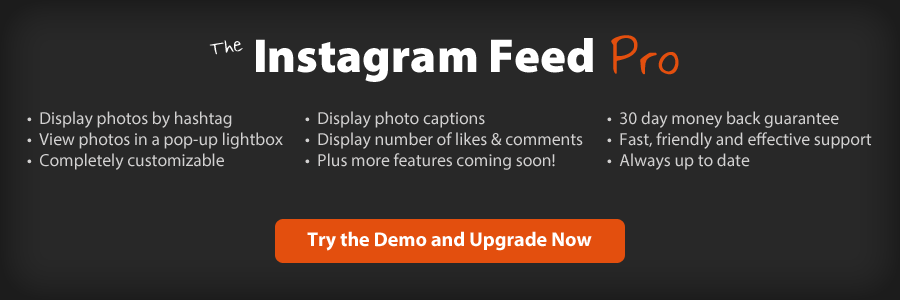 The Instagram Feed Pro
• Display photos by hashtag
• View photos in a pop-up lightbox
• Completely customizable
• Display photo captions
• Display number of likes & comments
• Plus more features coming soon!
• 30 day money back guarantee
• Fast, friendly and effective support
• Always up to date
Try the Demo and Upgrade Now